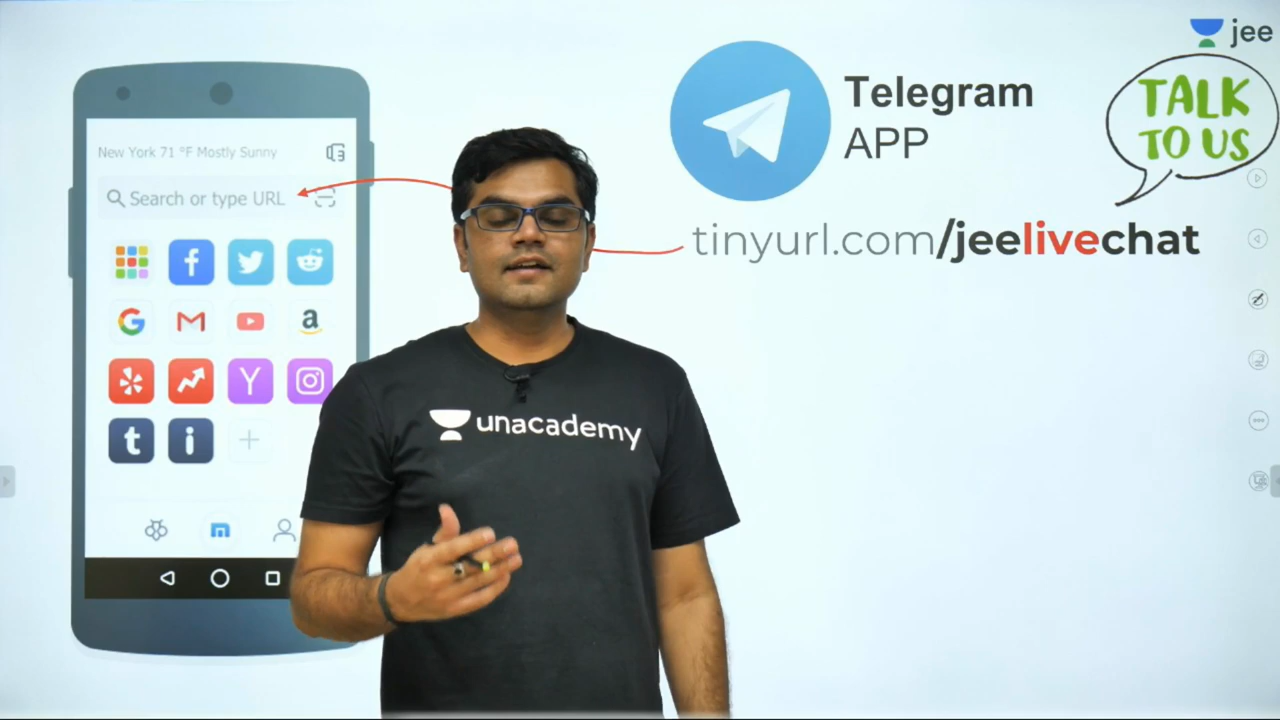 jee
TALK
TO US
Telegram
APP
tinyurl.com/jeelivechat
New York 71 °F Mostly Sunny
Search or type URL
unacademy